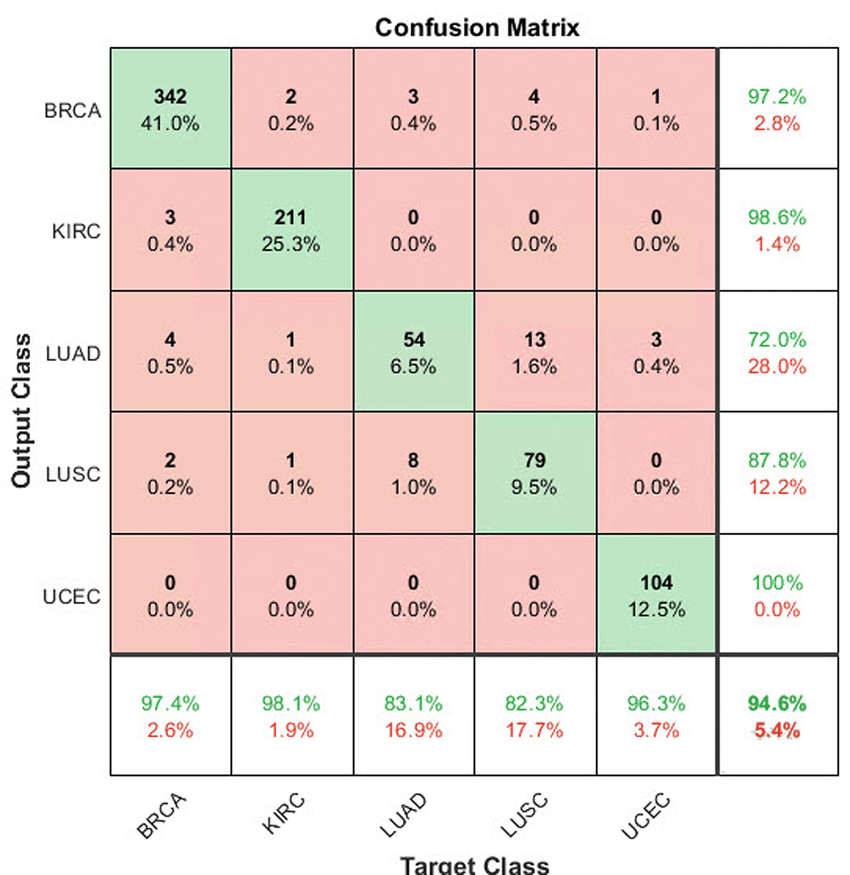 Confusion Matrix
BRCA 342 2 3 4 1 97.2%
41.0% 0.2% 0.4% 0.5% 0.1% 2.8%
KIRC 3 211 0 0 0 98.6%
0.4% 25.3% 0.0% 0.0% 0.0% 1.4%
LUAD 4 1 54 13 3 72.0%
0.5% 0.1% 6.5% 1.6% 0.4% 28.0%
LUSC 2 1 8 79 0 87.8%
0.2% 0.1% 1.0% 9.5% 0.0% 12.2%
UCEC 0 0 0 0 104 100%
0.0% 0.0% 0.0% 0.0% 12.5% 0.0%
97.4% 98.1% 83.1% 82.3% 96.3% 94.6%
2.6% 1.9% 16.9% 17.7% 3.7% 5.4%
BRCA KIRC LUAD LUSC UCEC
Target Class
Output Class